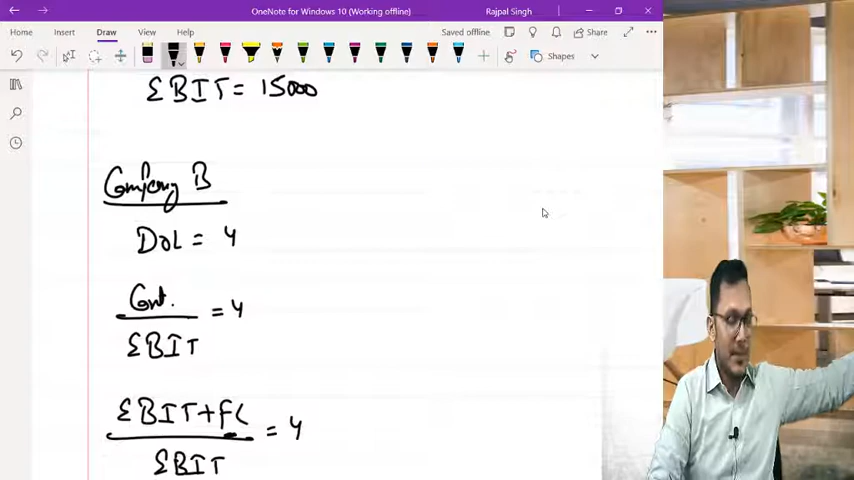 OneNote for Windows 10 (Working offline)
Rajpal Singh
Home Insert Draw View Saved offline Share
Shapes
EBIT = 15000
Company B
DOL = 4
Cont. = 4
EBIT
EBIT + FC = 4
EBIT